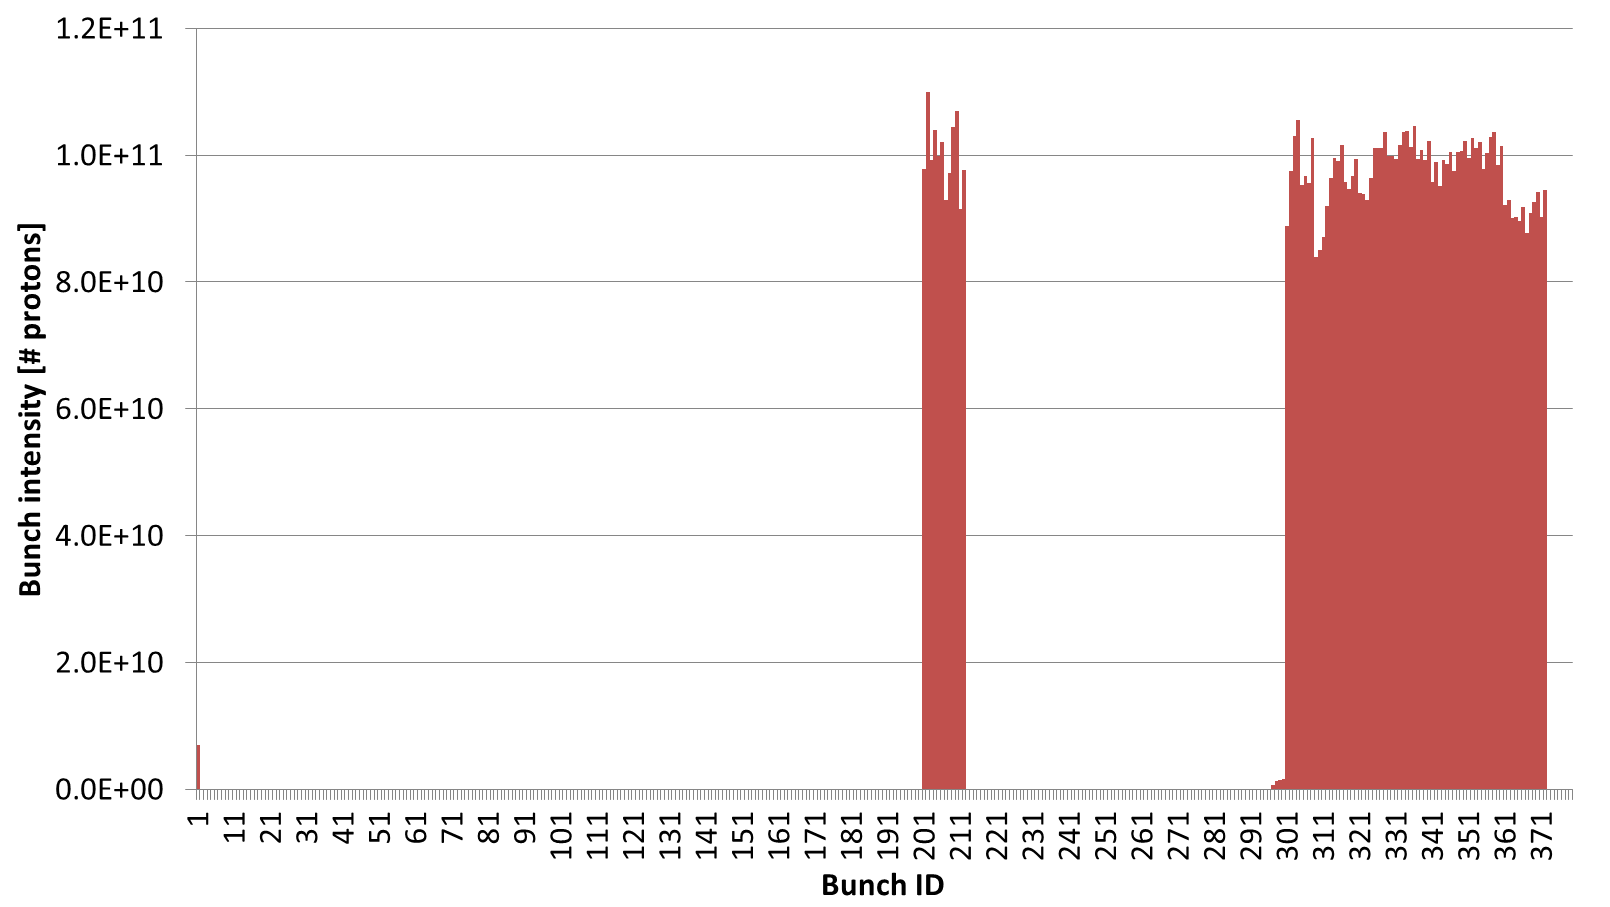 1.2E+11
1.0E+11
8.0E+10
6.0E+10
4.0E+10
2.0E+10
0.0E+00
Bunch intensity [# protons]
1 11 21 31 41 51 61 71 81 91 101 111 121 131 141 151 161 171 181 191 201 211 221 231 241 251 261 271 281 291 301 311 321 331 341 351 361 371
Bunch ID